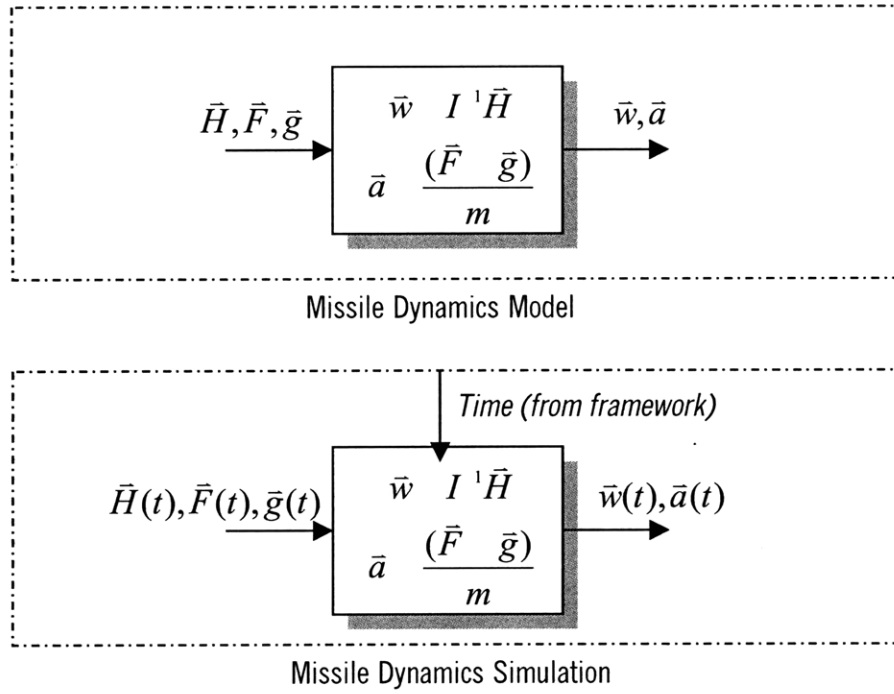 H⃗, F⃗, g⃗
w⃗ I ¹H⃗
a⃗ (F⃗ g⃗)
m
w⃗, a⃗
Missile Dynamics Model
Time (from framework)
H⃗(t), F⃗(t), g⃗(t)
w⃗ I ¹H⃗
a⃗ (F⃗ g⃗)
m
w⃗(t), a⃗(t)
Missile Dynamics Simulation